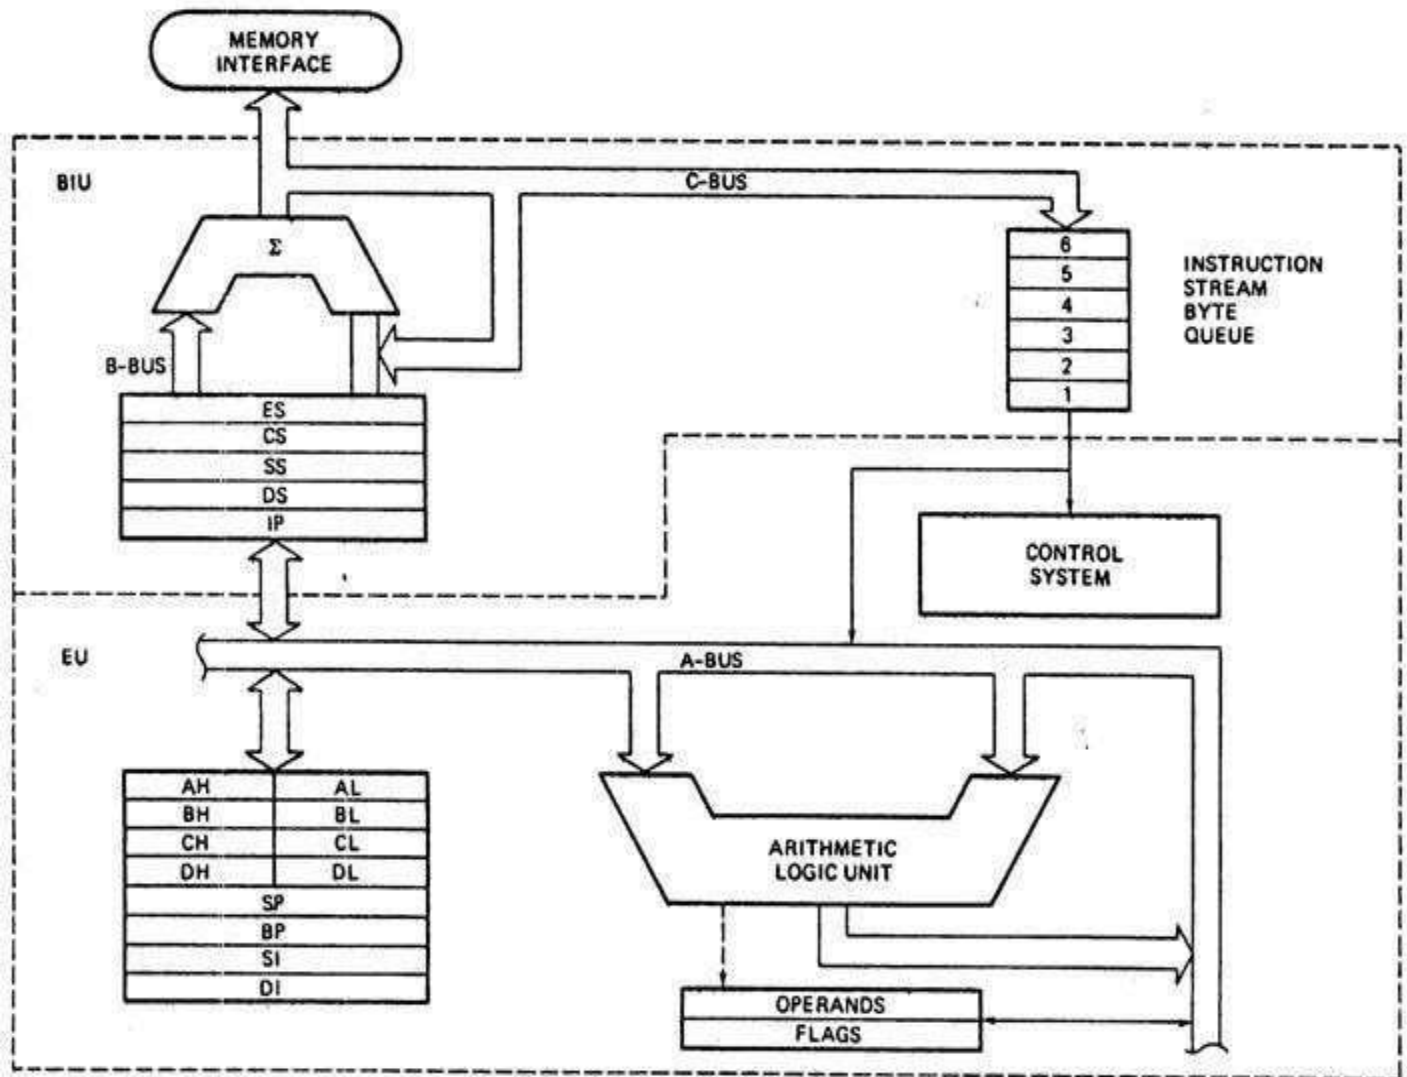 MEMORY
INTERFACE
BIU
C-BUS
Σ
6
5
4
3
2
1
INSTRUCTION
STREAM
BYTE
QUEUE
B-BUS
ES
CS
SS
DS
IP
CONTROL
SYSTEM
EU
A-BUS
AH AL
BH BL
CH CL
DH DL
SP
BP
SI
DI
ARITHMETIC
LOGIC UNIT
OPERANDS
FLAGS